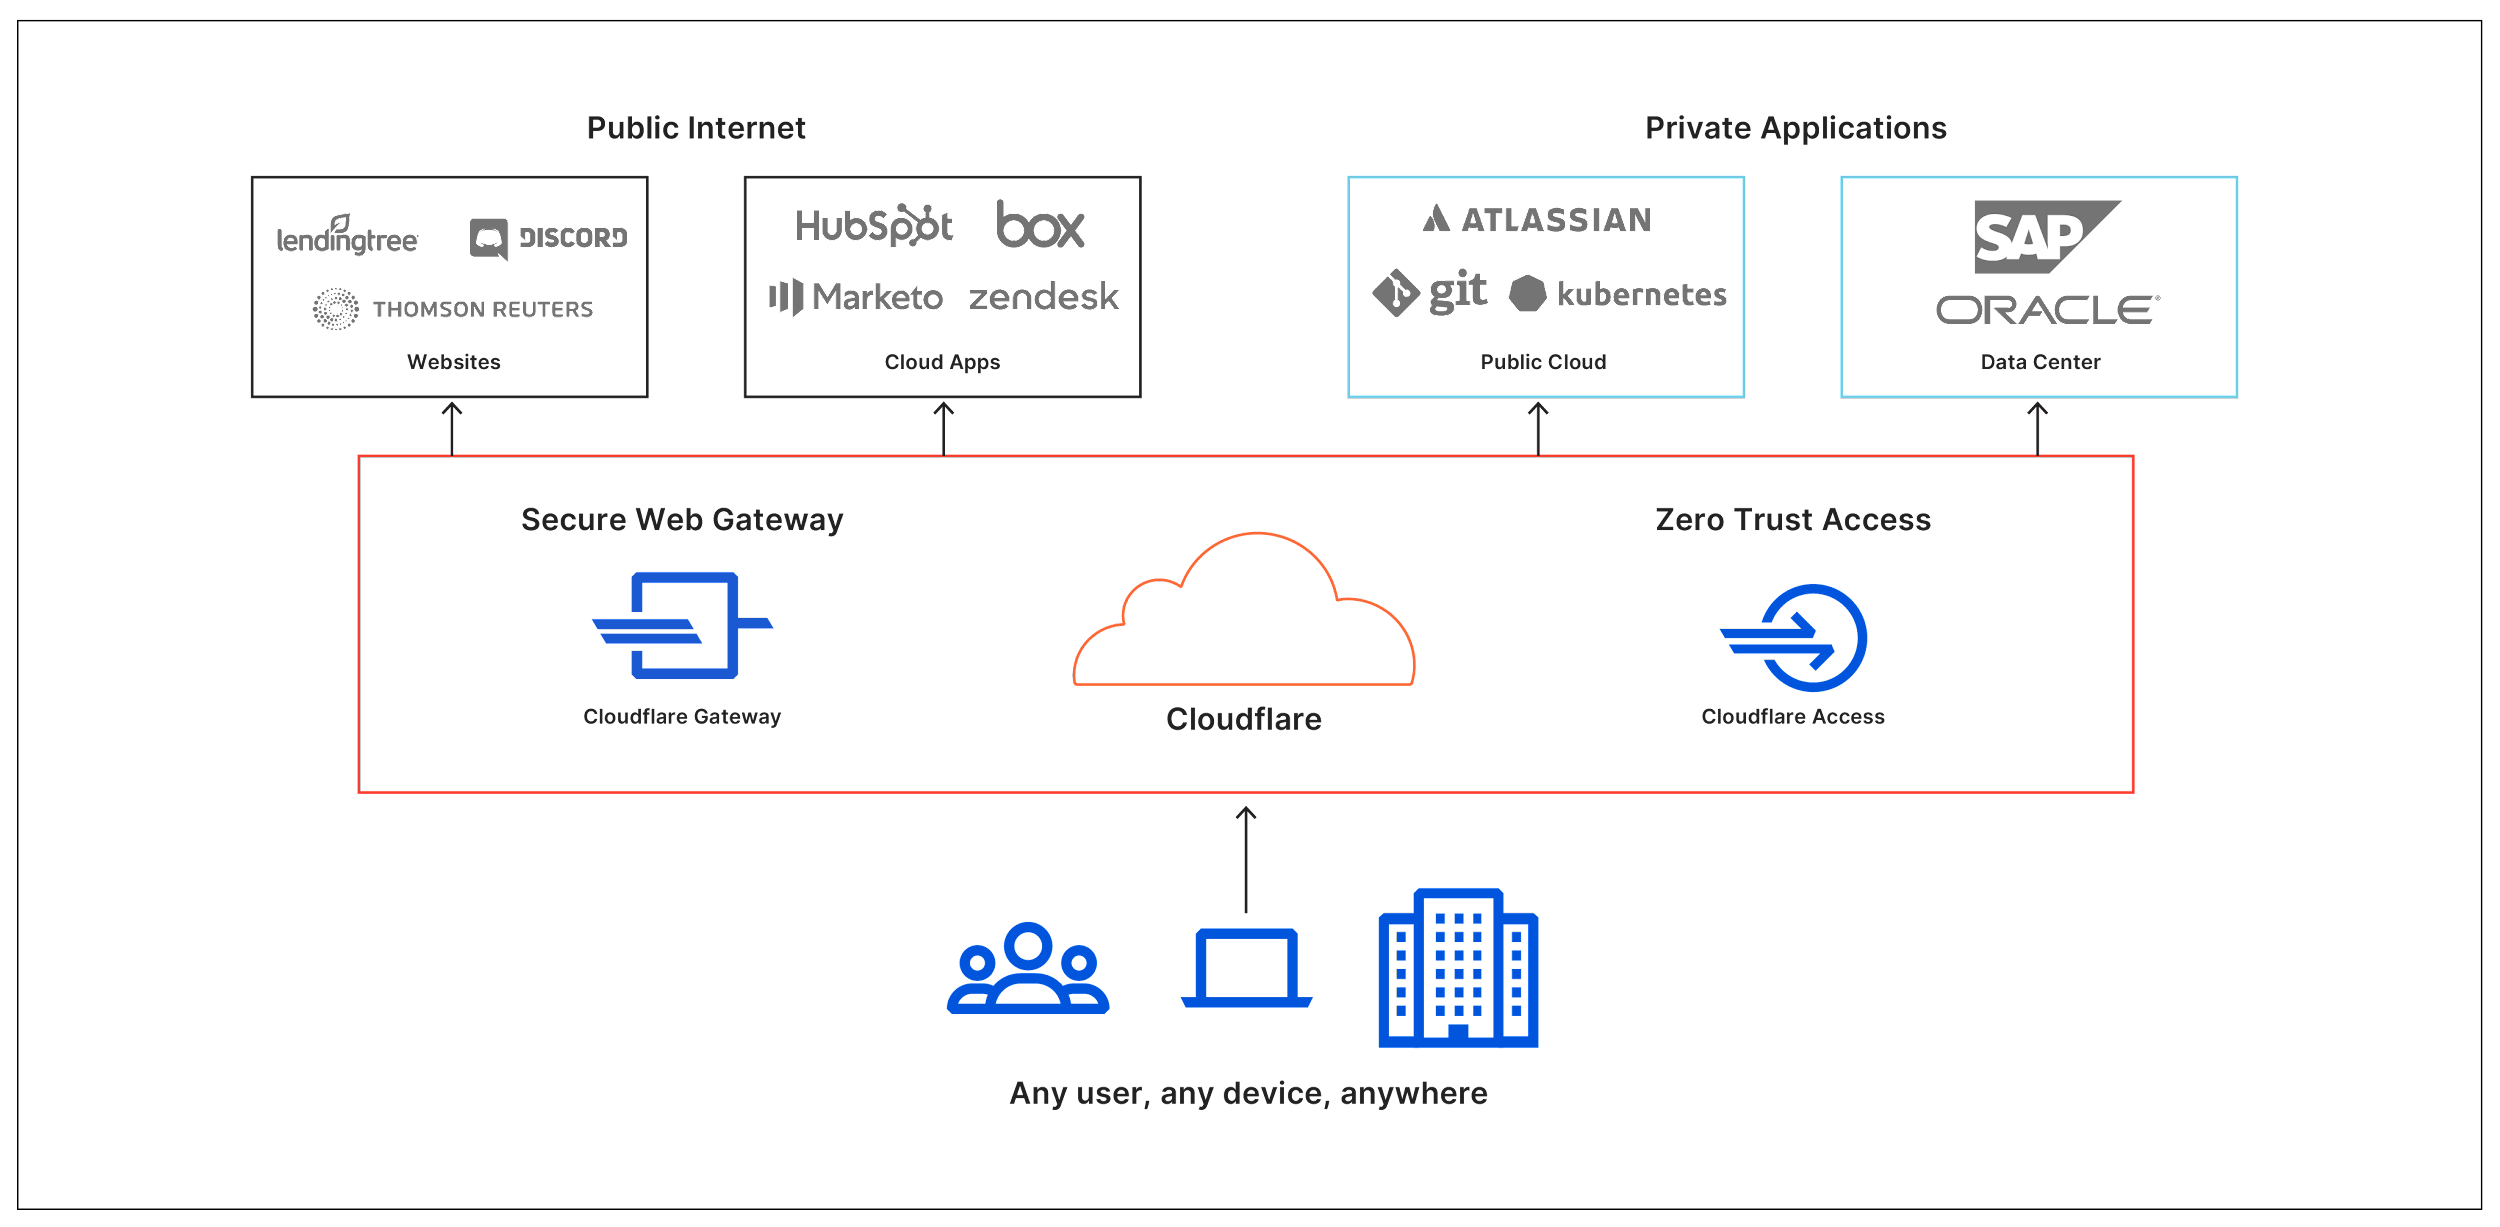 Public Internet
Private Applications
lendingtree
DISCORD
THOMSON REUTERS
Websites
HubSpot
box
Marketo
zendesk
Cloud Apps
ATLASSIAN
git
kubernetes
Public Cloud
SAP
ORACLE®
Data Center
Secure Web Gateway
Zero Trust Access
Cloudflare Gateway
Cloudflare
Cloudflare Access
Any user, any device, anywhere